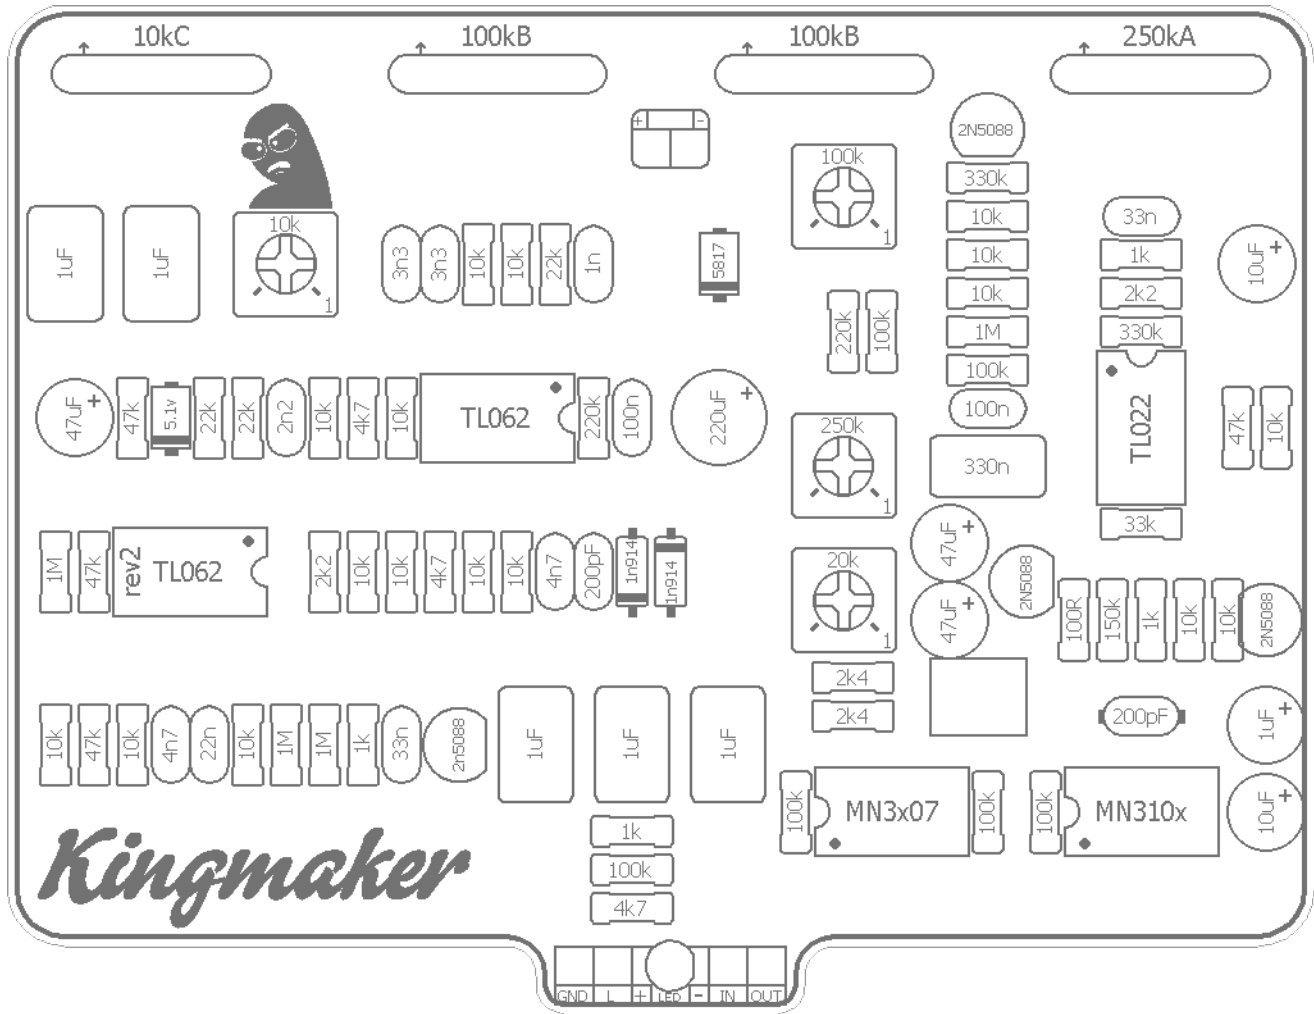 10kC 100kB 100kB 250kA
+ -
2N5088
100k
1
330k
10k
10k
10k
1M
100k
100n
330n
33n
1k
2k2
330k
TL022
33k
10uF +
1uF 1uF
10k
1
3n3 3n3 10k 10k 22k 1n
5817
220k 100k
47uF + 47k 5.1v 22k 22k 2n2 10k 4k7 10k TL062 220k 100n
220uF +
250k
1
47k 10k
1M 47k rev2 TL062 2k2 10k 10k 4k7 10k 10k 4n7 200pF 1n914 1n914
20k
1
47uF +
47uF +
2N5088
100R 150k 1k 10k 10k 2N5088
2k4
2k4
200pF
1uF +
10k 47k 10k 4n7 22n 10k 1M 1M 1k 33n 2n5088 1uF 1uF 1uF
100k MN3x07 100k 100k MN310x 10uF +
Kingmaker
1k
100k
4k7
GND L + LED - IN OUT